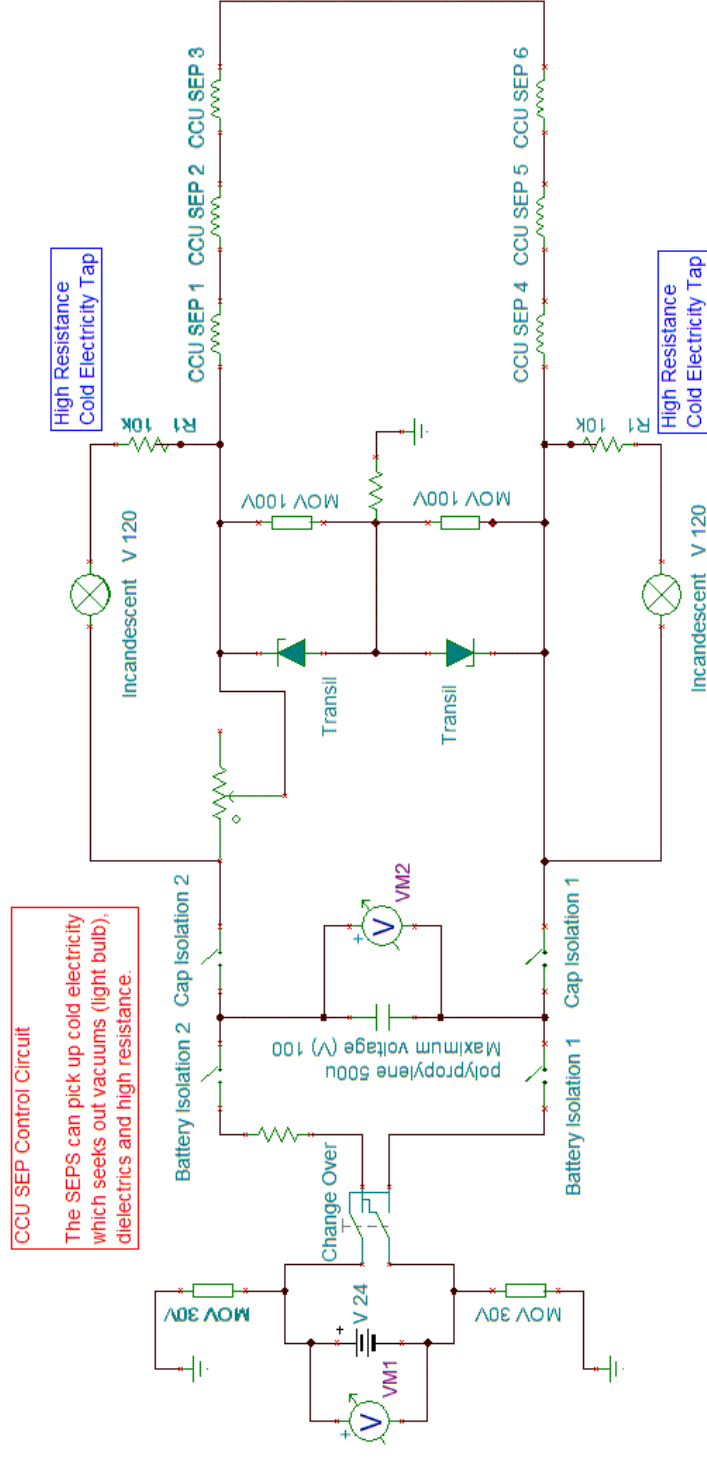 CCU SEP Control Circuit
The SEPS can pick up cold electricity
which seeks out vacuums (light bulb),
dielectrics and high resistance.
High Resistance
Cold Electricity Tap
Incandescent V 120
10k
R1
CCU SEP 1
CCU SEP 2
CCU SEP 3
MOV 30V
Battery Isolation 2
Cap Isolation 2
Change Over
V 24
+
V
VM1
+
polypropylene 500u
Maximum voltage (V) 100
+
V
VM2
Transil
Transil
MOV 100V
MOV 100V
MOV 30V
Battery Isolation 1
Cap Isolation 1
CCU SEP 4
CCU SEP 5
CCU SEP 6
10k
R1
Incandescent V 120
High Resistance
Cold Electricity Tap